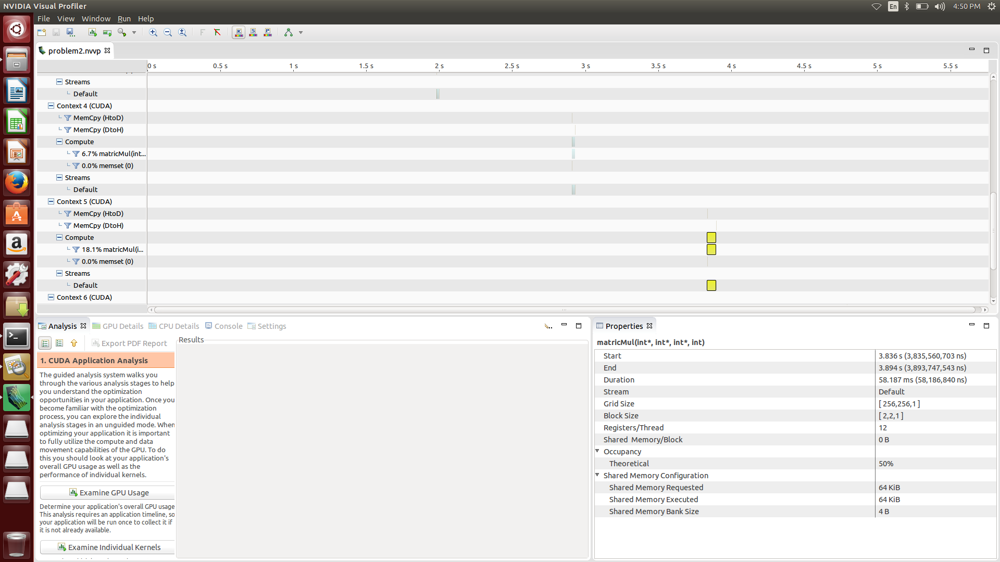 NVIDIA Visual Profiler
En
4:50 PM
File View Window Run Help
F
K
S
P
problem2.nvvp
0 s 0.5 s 1 s 1.5 s 2 s 2.5 s 3 s 3.5 s 4 s 4.5 s 5 s 5.5 s
Streams
Default
Context 4 (CUDA)
MemCpy (HtoD)
MemCpy (DtoH)
Compute
6.7% matricMul(int...
0.0% memset (0)
Streams
Default
Context 5 (CUDA)
MemCpy (HtoD)
MemCpy (DtoH)
Compute
18.1% matricMul(i...
0.0% memset (0)
Streams
Default
Context 6 (CUDA)
Analysis GPU Details CPU Details Console Settings
Export PDF Report
1. CUDA Application Analysis
The guided analysis system walks you
through the various analysis stages to help
you understand the optimization
opportunities in your application. Once you
become familiar with the optimization
process, you can explore the individual
analysis stages in an unguided mode. When
optimizing your application it is important
to fully utilize the compute and data
movement capabilities of the GPU. To do
this you should look at your application's
overall GPU usage as well as the
performance of individual kernels.
Examine GPU Usage
Determine your application's overall GPU usage
This analysis requires an application timeline, so
your application will be run once to collect it if
it is not already available.
Examine Individual Kernels
Results
Properties
matricMul(int*, int*, int*, int)
Start 3.836 s (3,835,560,703 ns)
End 3.894 s (3,893,747,543 ns)
Duration 58.187 ms (58,186,840 ns)
Stream Default
Grid Size [ 256,256,1 ]
Block Size [ 2,2,1 ]
Registers/Thread 12
Shared Memory/Block 0 B
Occupancy
Theoretical 50%
Shared Memory Configuration
Shared Memory Requested 64 KiB
Shared Memory Executed 64 KiB
Shared Memory Bank Size 4 B